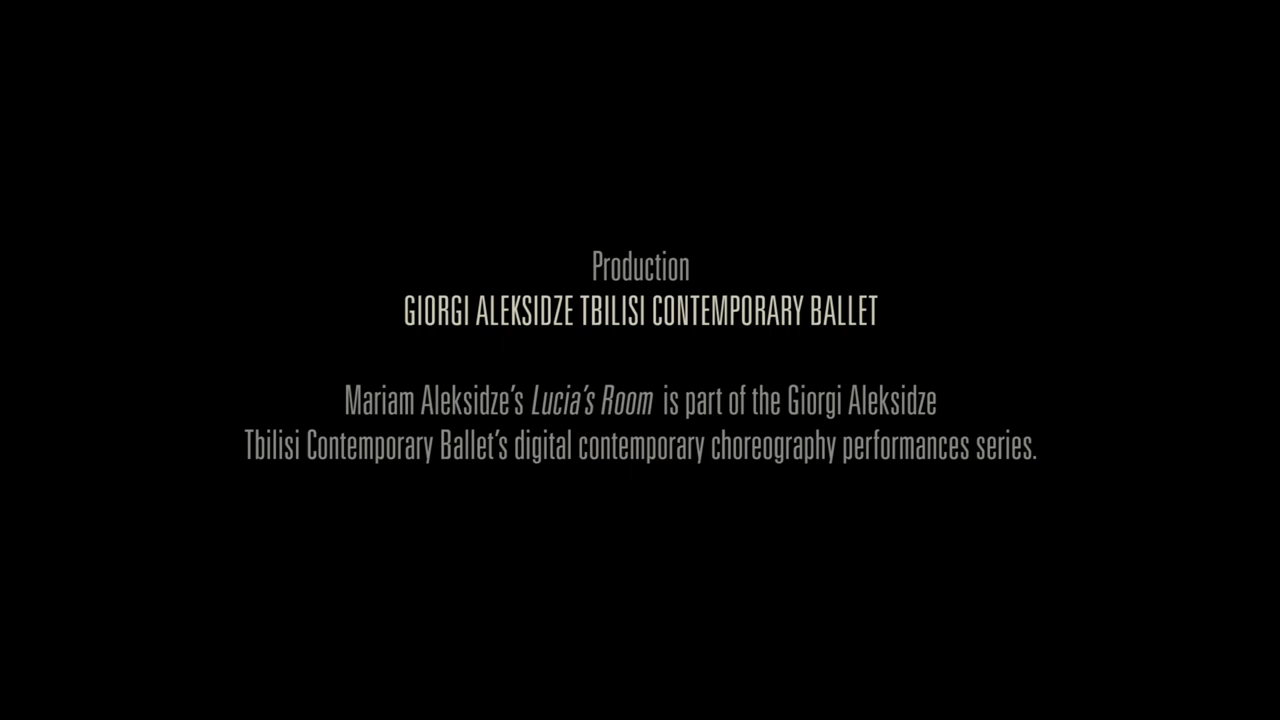 Production
GIORGI ALEKSIDZE TBILISI CONTEMPORARY BALLET
Mariam Aleksidze's Lucia's Room is part of the Giorgi Aleksidze
Tbilisi Contemporary Ballet's digital contemporary choreography performances series.